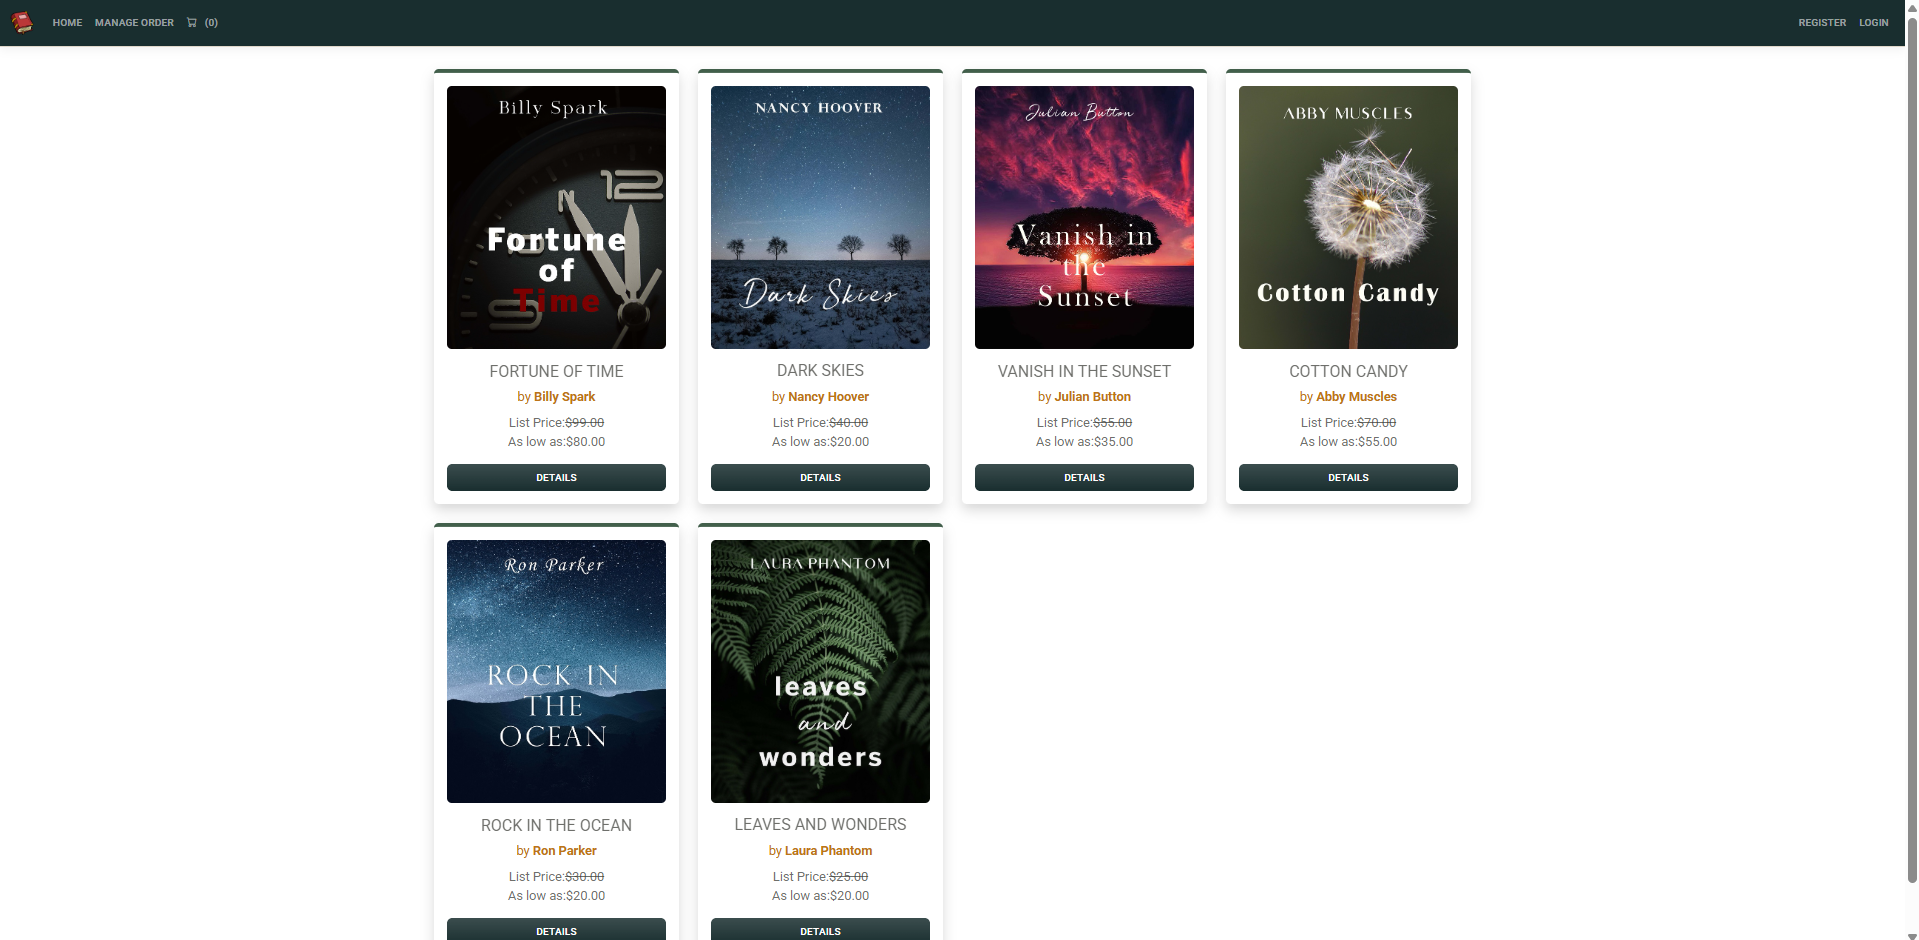 HOME MANAGE ORDER (0) REGISTER LOGIN
Billy Spark
12
Fortune
of
Time
FORTUNE OF TIME
by Billy Spark
List Price:$99.00
As low as:$80.00
DETAILS
NANCY HOOVER
Dark Skies
DARK SKIES
by Nancy Hoover
List Price:$40.00
As low as:$20.00
DETAILS
Julian Button
Vanish in
the
Sunset
VANISH IN THE SUNSET
by Julian Button
List Price:$55.00
As low as:$35.00
DETAILS
ABBY MUSCLES
Cotton Candy
COTTON CANDY
by Abby Muscles
List Price:$70.00
As low as:$55.00
DETAILS
Ron Parker
ROCK IN
THE
OCEAN
ROCK IN THE OCEAN
by Ron Parker
List Price:$30.00
As low as:$20.00
DETAILS
LAURA PHANTOM
leaves
and
wonders
LEAVES AND WONDERS
by Laura Phantom
List Price:$25.00
As low as:$20.00
DETAILS